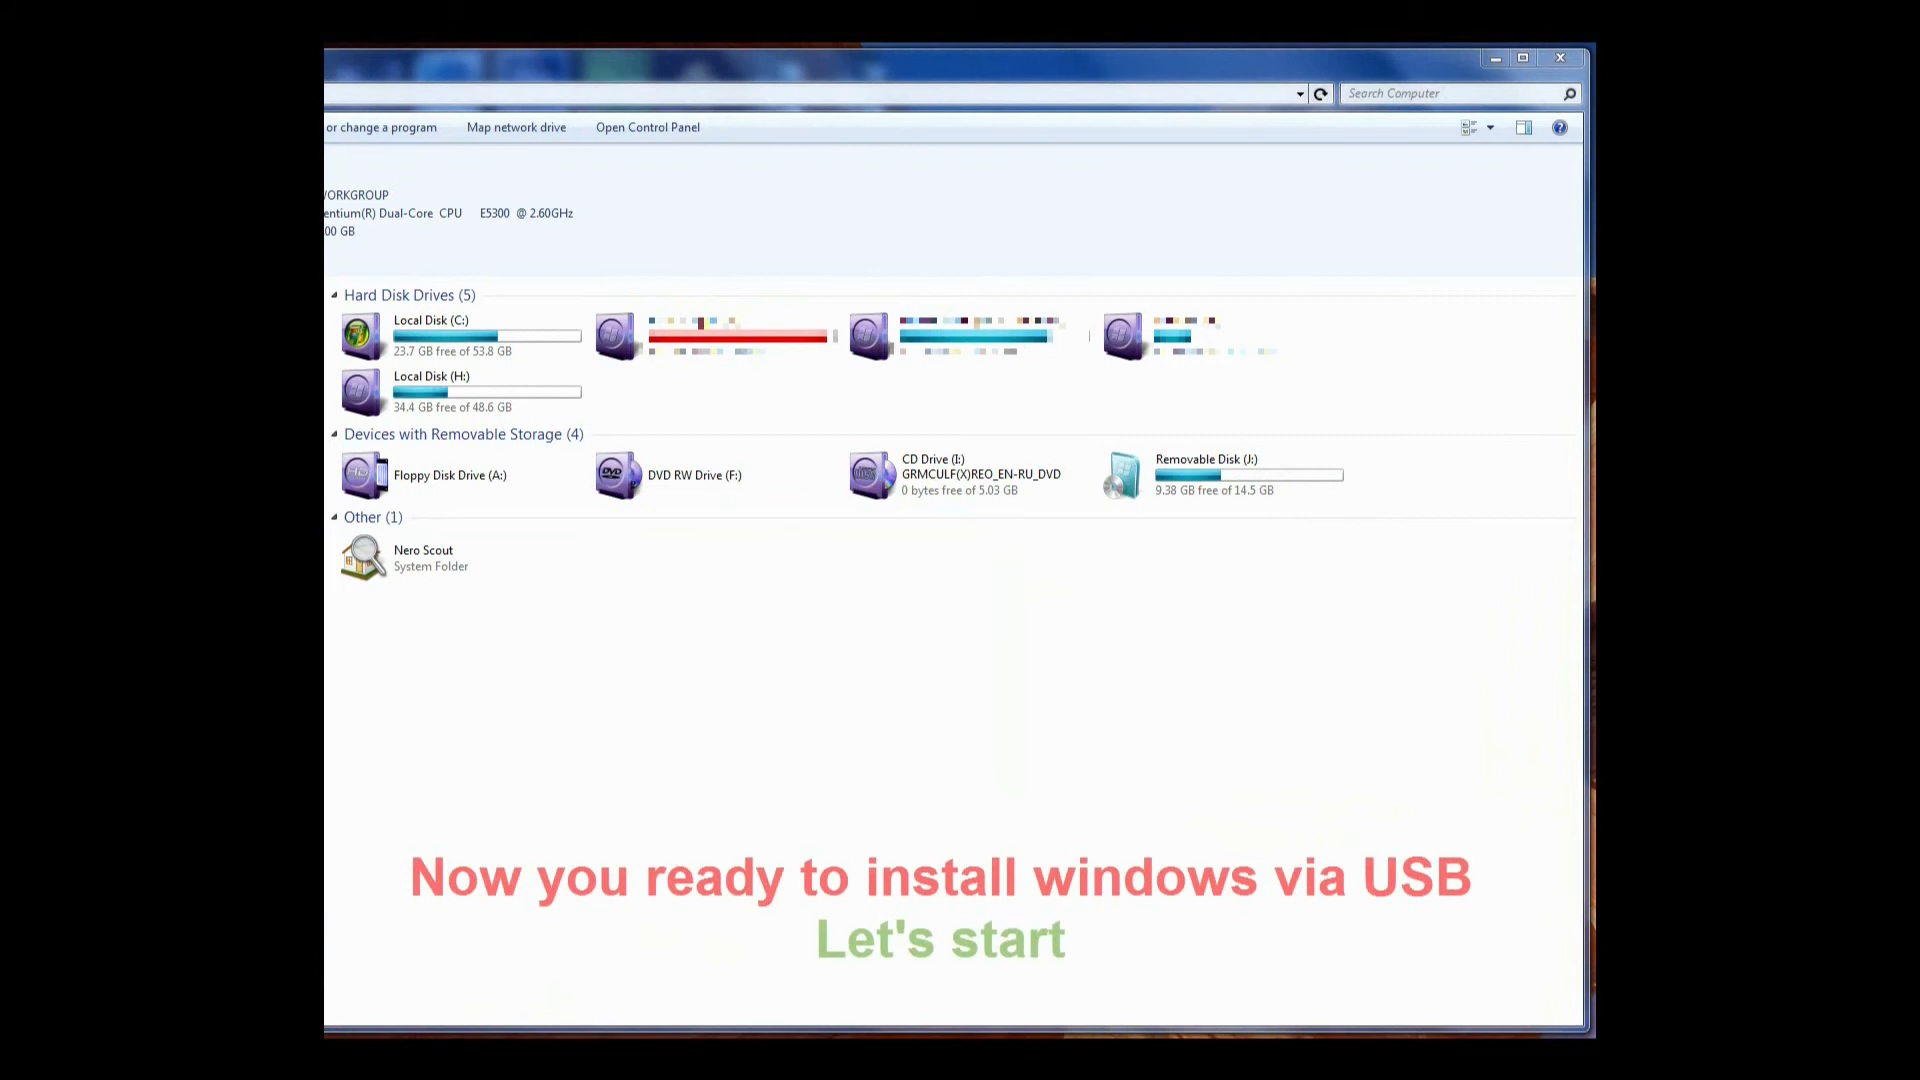 Search Computer
or change a program
Map network drive
Open Control Panel
ORKGROUP
entium(R) Dual-Core CPU E5300 @ 2.60GHz
00 GB
Hard Disk Drives (5)
Local Disk (C:)
23.7 GB free of 53.8 GB
Local Disk (H:)
34.4 GB free of 48.6 GB
Devices with Removable Storage (4)
Floppy Disk Drive (A:)
DVD RW Drive (F:)
CD Drive (I:)
GRMCULF(X)REO_EN-RU_DVD
0 bytes free of 5.03 GB
Removable Disk (J:)
9.38 GB free of 14.5 GB
Other (1)
Nero Scout
System Folder
Now you ready to install windows via USB
Let's start